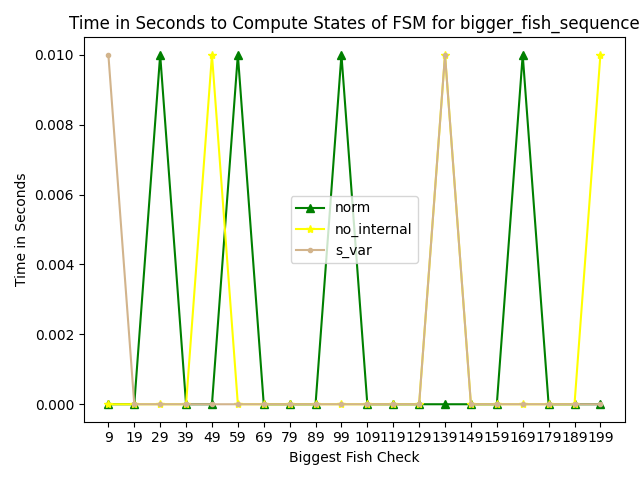 Time in Seconds to Compute States of FSM for bigger_fish_sequence
0.010
0.008
0.006
0.004
0.002
0.000
Time in Seconds
norm
no_internal
s_var
9 19 29 39 49 59 69 79 89 99 109 119 129 139 149 159 169 179 189 199
Biggest Fish Check